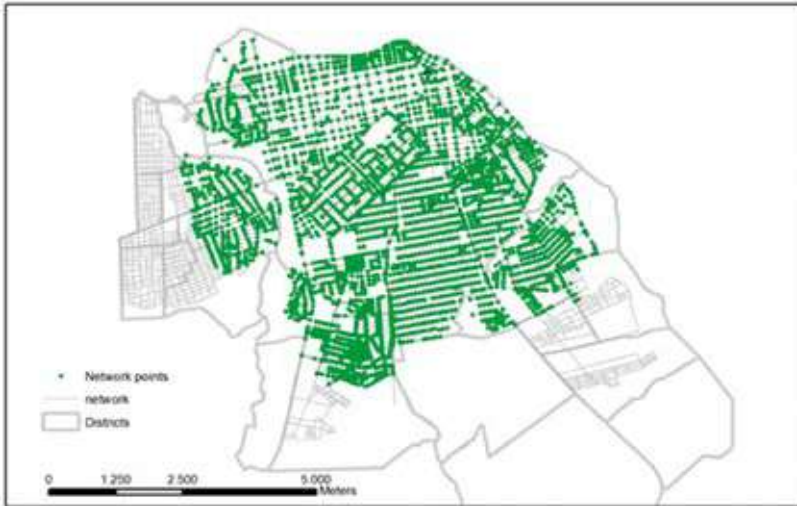 Network points
network
Districts
0 1.250 2.500 5.000
Meters